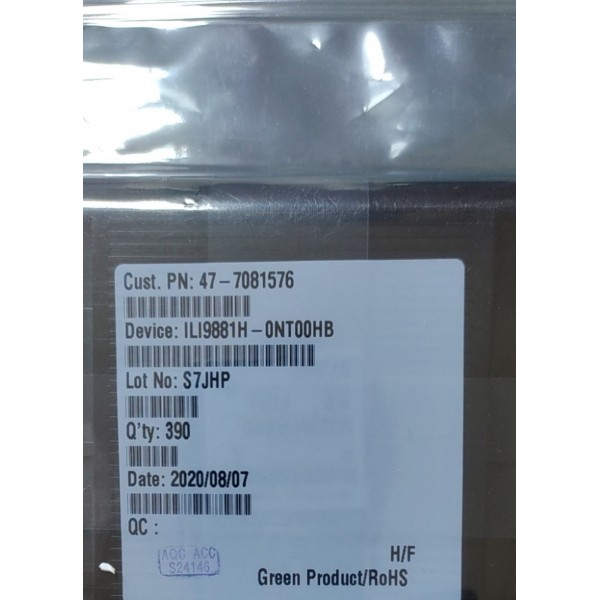 Cust. PN: 47-7081576
Device: ILI9881H-0NT00HB
Lot No: S7JHP
Q'ty: 390
Date: 2020/08/07
QC :
AQC ACC
S24146
H/F
Green Product/RoHS